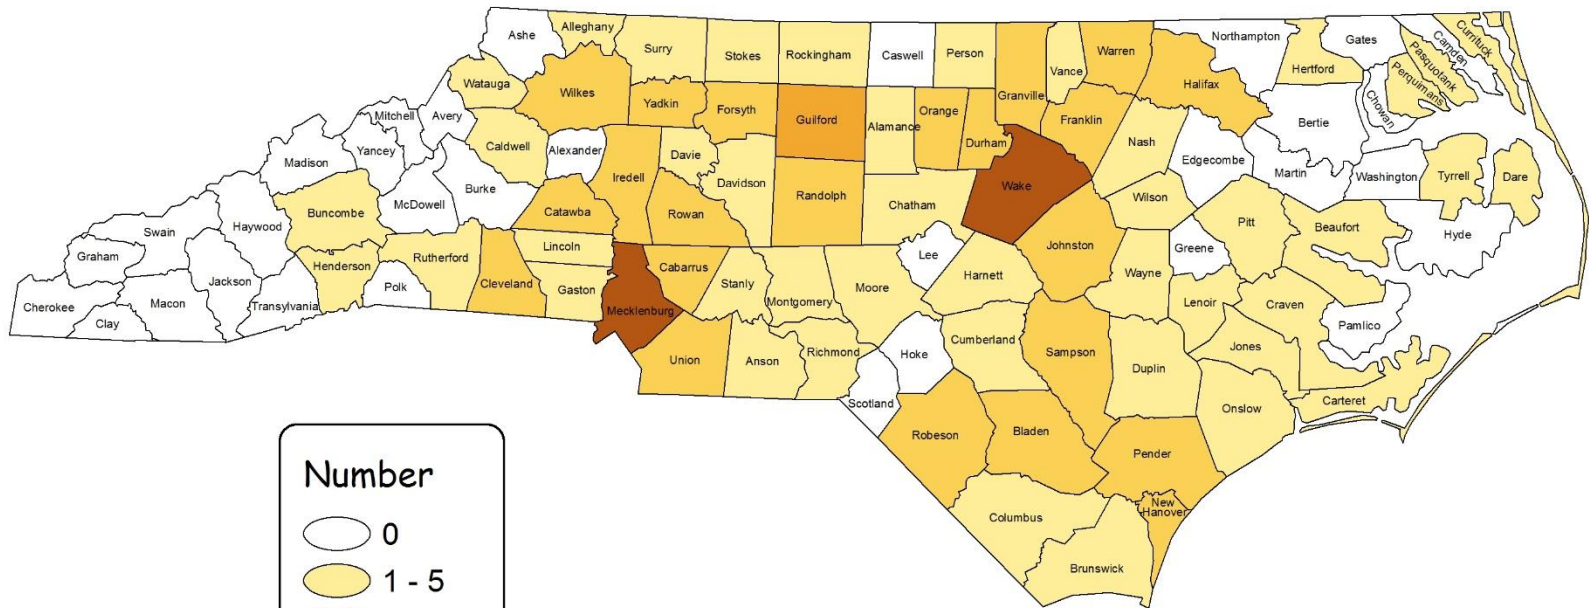 Ashe
Alleghany
Surry
Stokes
Rockingham
Caswell
Person
Vance
Warren
Northampton
Gates
Camden
Currituck
Pasquotank
Perquimans
Chowan
Hertford
Halifax
Granville
Watauga
Wilkes
Yadkin
Forsyth
Guilford
Alamance
Orange
Durham
Franklin
Nash
Bertie
Mitchell
Avery
Yancey
Madison
Caldwell
Alexander
Iredell
Davie
Davidson
Randolph
Chatham
Wake
Edgecombe
Martin
Washington
Tyrrell
Dare
Burke
McDowell
Buncombe
Haywood
Swain
Graham
Catawba
Rowan
Wilson
Johnston
Pitt
Beaufort
Hyde
Greene
Lincoln
Rutherford
Henderson
Polk
Cleveland
Gaston
Cabarrus
Mecklenburg
Stanly
Montgomery
Moore
Lee
Harnett
Wayne
Lenoir
Craven
Pamlico
Cherokee
Clay
Macon
Jackson
Transylvania
Union
Anson
Richmond
Hoke
Scotland
Cumberland
Sampson
Duplin
Jones
Onslow
Carteret
Robeson
Bladen
Pender
New
Hanover
Columbus
Brunswick
Number
0
1 - 5